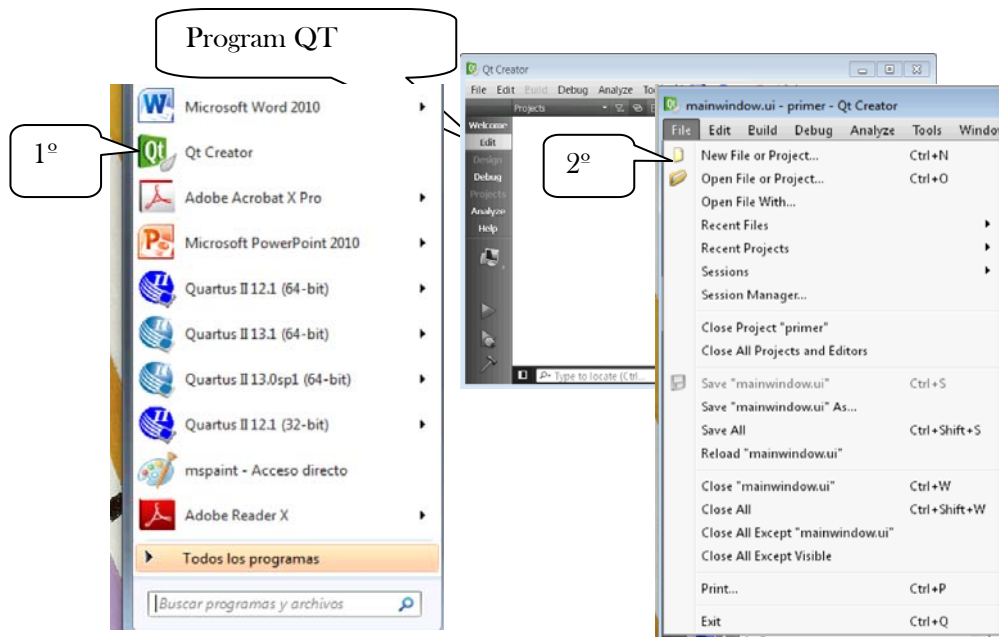 Program QT
1º
Microsoft Word 2010
Qt Creator
Adobe Acrobat X Pro
Microsoft PowerPoint 2010
Quartus II 12.1 (64-bit)
Quartus II 13.1 (64-bit)
Quartus II 13.0sp1 (64-bit)
Quartus II 12.1 (32-bit)
mspaint - Acceso directo
Adobe Reader X
Todos los programas
Buscar programas y archivos
Qt Creator
File Edit Build Debug Analyze
Projects
Welcome
Edit
Design
Debug
Projects
Analyze
Help
Type to locate (Ctrl...
2º
mainwindow.ui - primer - Qt Creator
File Edit Build Debug Analyze Tools Window
New File or Project... Ctrl+N
Open File or Project... Ctrl+O
Open File With...
Recent Files
Recent Projects
Sessions
Session Manager...
Close Project "primer"
Close All Projects and Editors
Save "mainwindow.ui" Ctrl+S
Save "mainwindow.ui" As...
Save All Ctrl+Shift+S
Reload "mainwindow.ui"
Close "mainwindow.ui" Ctrl+W
Close All Ctrl+Shift+W
Close All Except "mainwindow.ui"
Close All Except Visible
Print... Ctrl+P
Exit Ctrl+Q